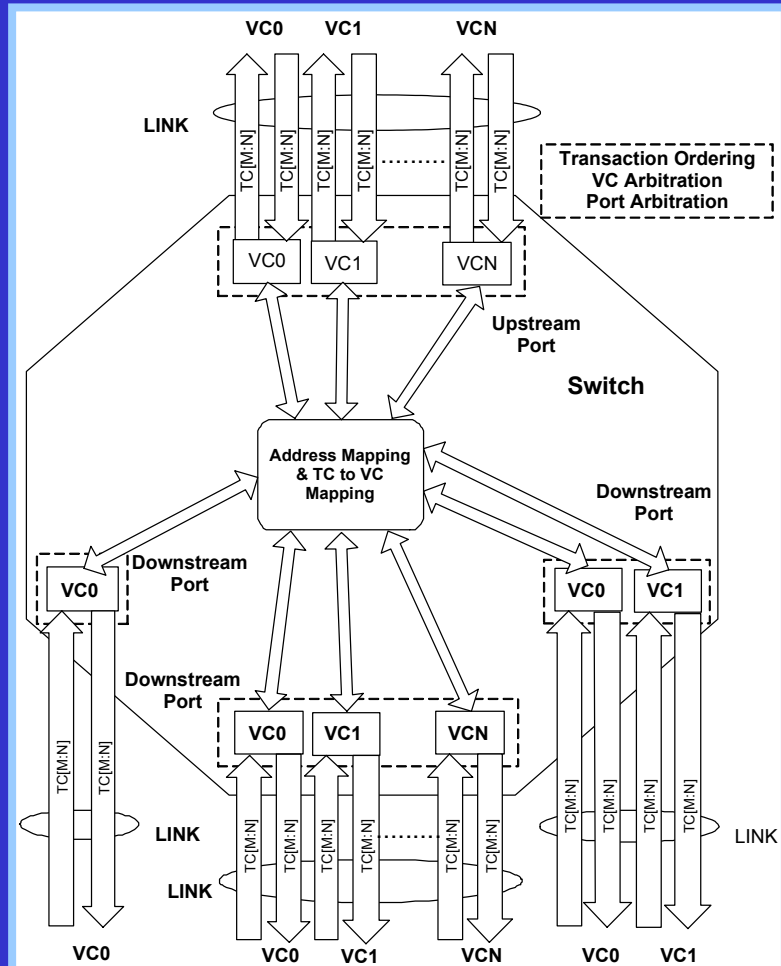 VC0 VC1 VCN
LINK
TC[M:N] TC[M:N] TC[M:N] TC[M:N] ......... TC[M:N] TC[M:N]
Transaction Ordering
VC Arbitration
Port Arbitration
VC0 VC1 VCN
Upstream
Port
Switch
Address Mapping
& TC to VC
Mapping
Downstream
Port
Downstream
Port
VC0
VC0 VC1
Downstream
Port
VC0 VC1 VCN
TC[M:N] TC[M:N]
TC[M:N] TC[M:N] TC[M:N] TC[M:N] ......... TC[M:N] TC[M:N]
TC[M:N] TC[M:N] TC[M:N] TC[M:N]
LINK
LINK
LINK
VC0
VC0 VC1 VCN
VC0 VC1